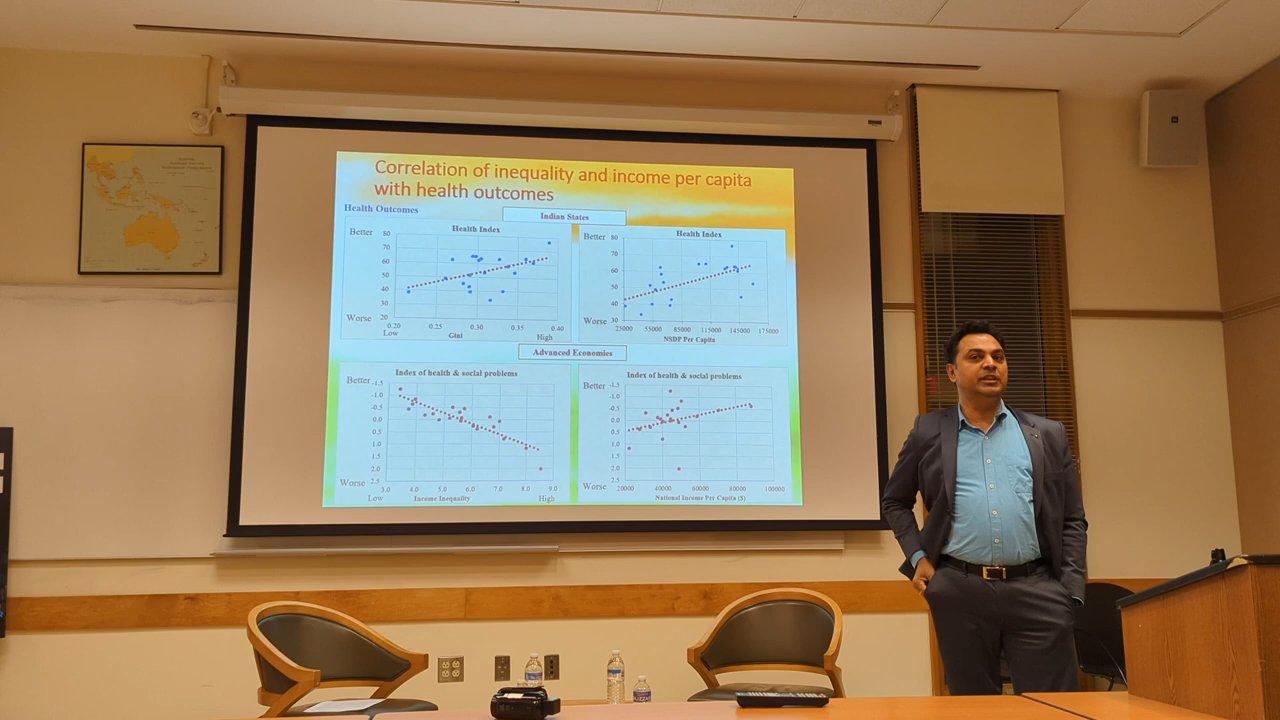 Correlation of inequality and income per capita
with health outcomes
Health Outcomes
Indian States
Health Index
Better
80
70
60
50
40
30
20
Worse
0.20
0.25
0.30
0.35
0.40
Low
Gini
High
Health Index
Better
80
70
60
50
40
30
Worse
25000
55000
85000
115000
145000
175000
NSDP Per Capita
Advanced Economies
Index of health & social problems
Better
-1.5
-1.0
-0.5
0.0
0.5
1.0
1.5
2.0
2.5
Worse
3.0
4.0
5.0
6.0
7.0
8.0
9.0
Low
Income Inequality
High
Index of health & social problems
Better
-1.5
-1.0
-0.5
0.0
0.5
1.0
1.5
2.0
2.5
Worse
20000
40000
60000
80000
100000
National Income Per Capita ($)